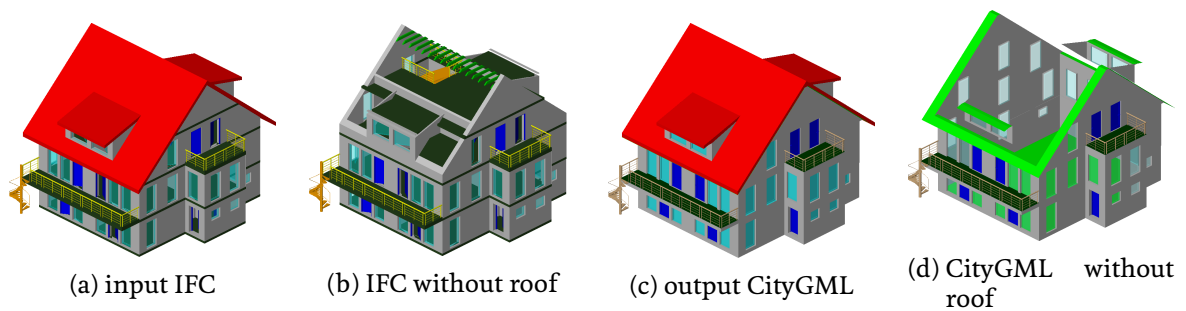 (a) input IFC
(b) IFC without roof
(c) output CityGML
(d) CityGML without
roof